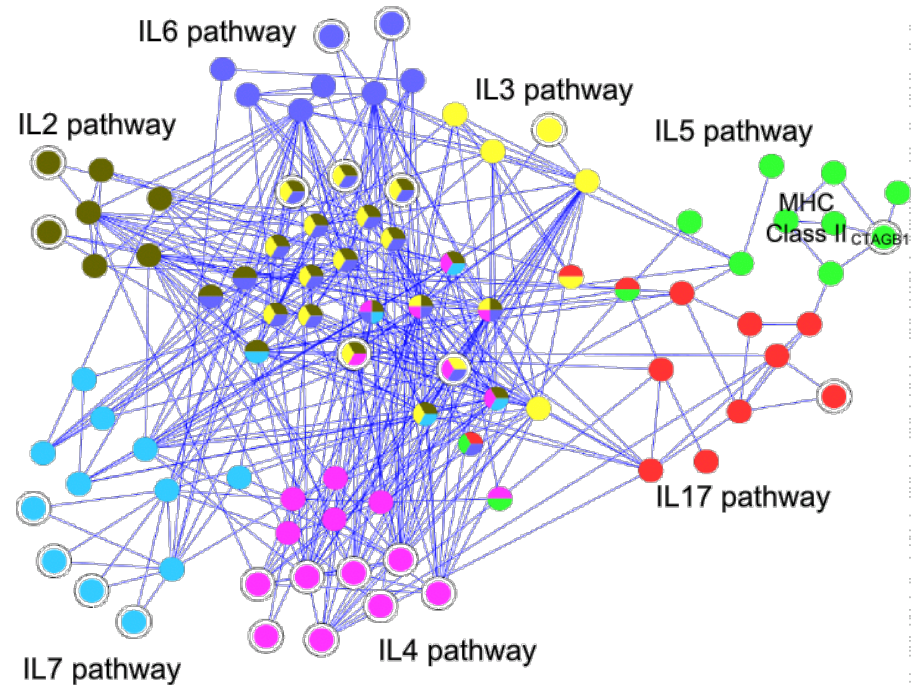 IL6 pathway
IL3 pathway
IL2 pathway
IL5 pathway
MHC
Class II CTAGB1
IL17 pathway
IL4 pathway
IL7 pathway